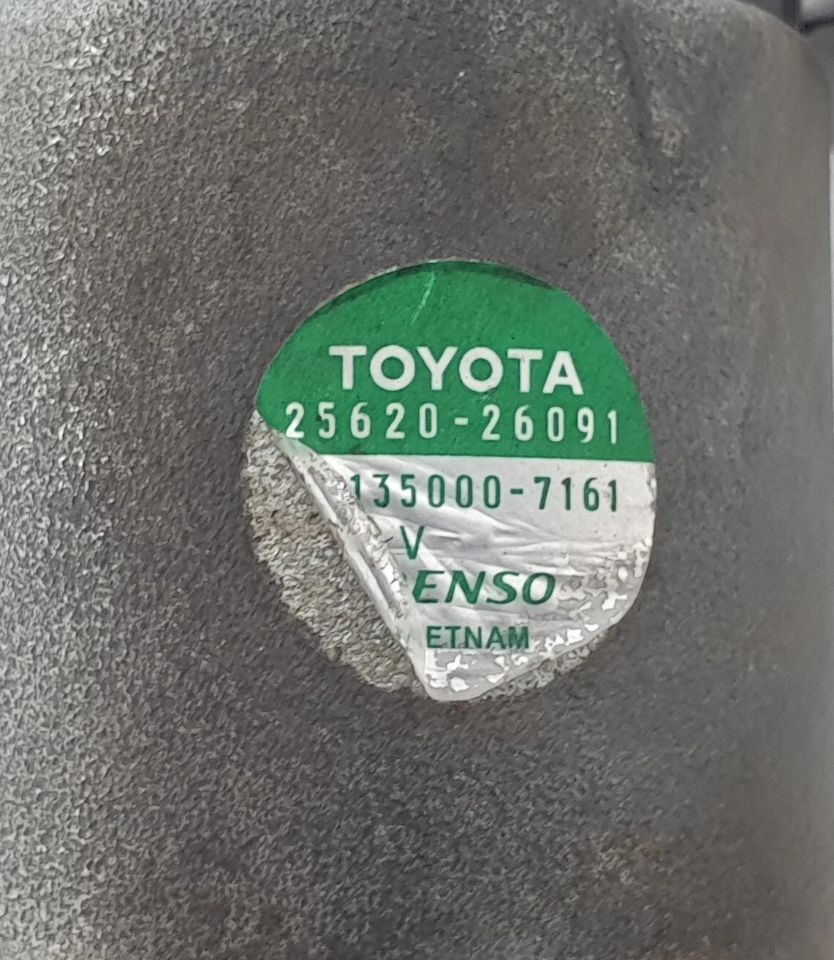 TOYOTA
25620-26091
135000-7161
V
ENSO
ETNAM